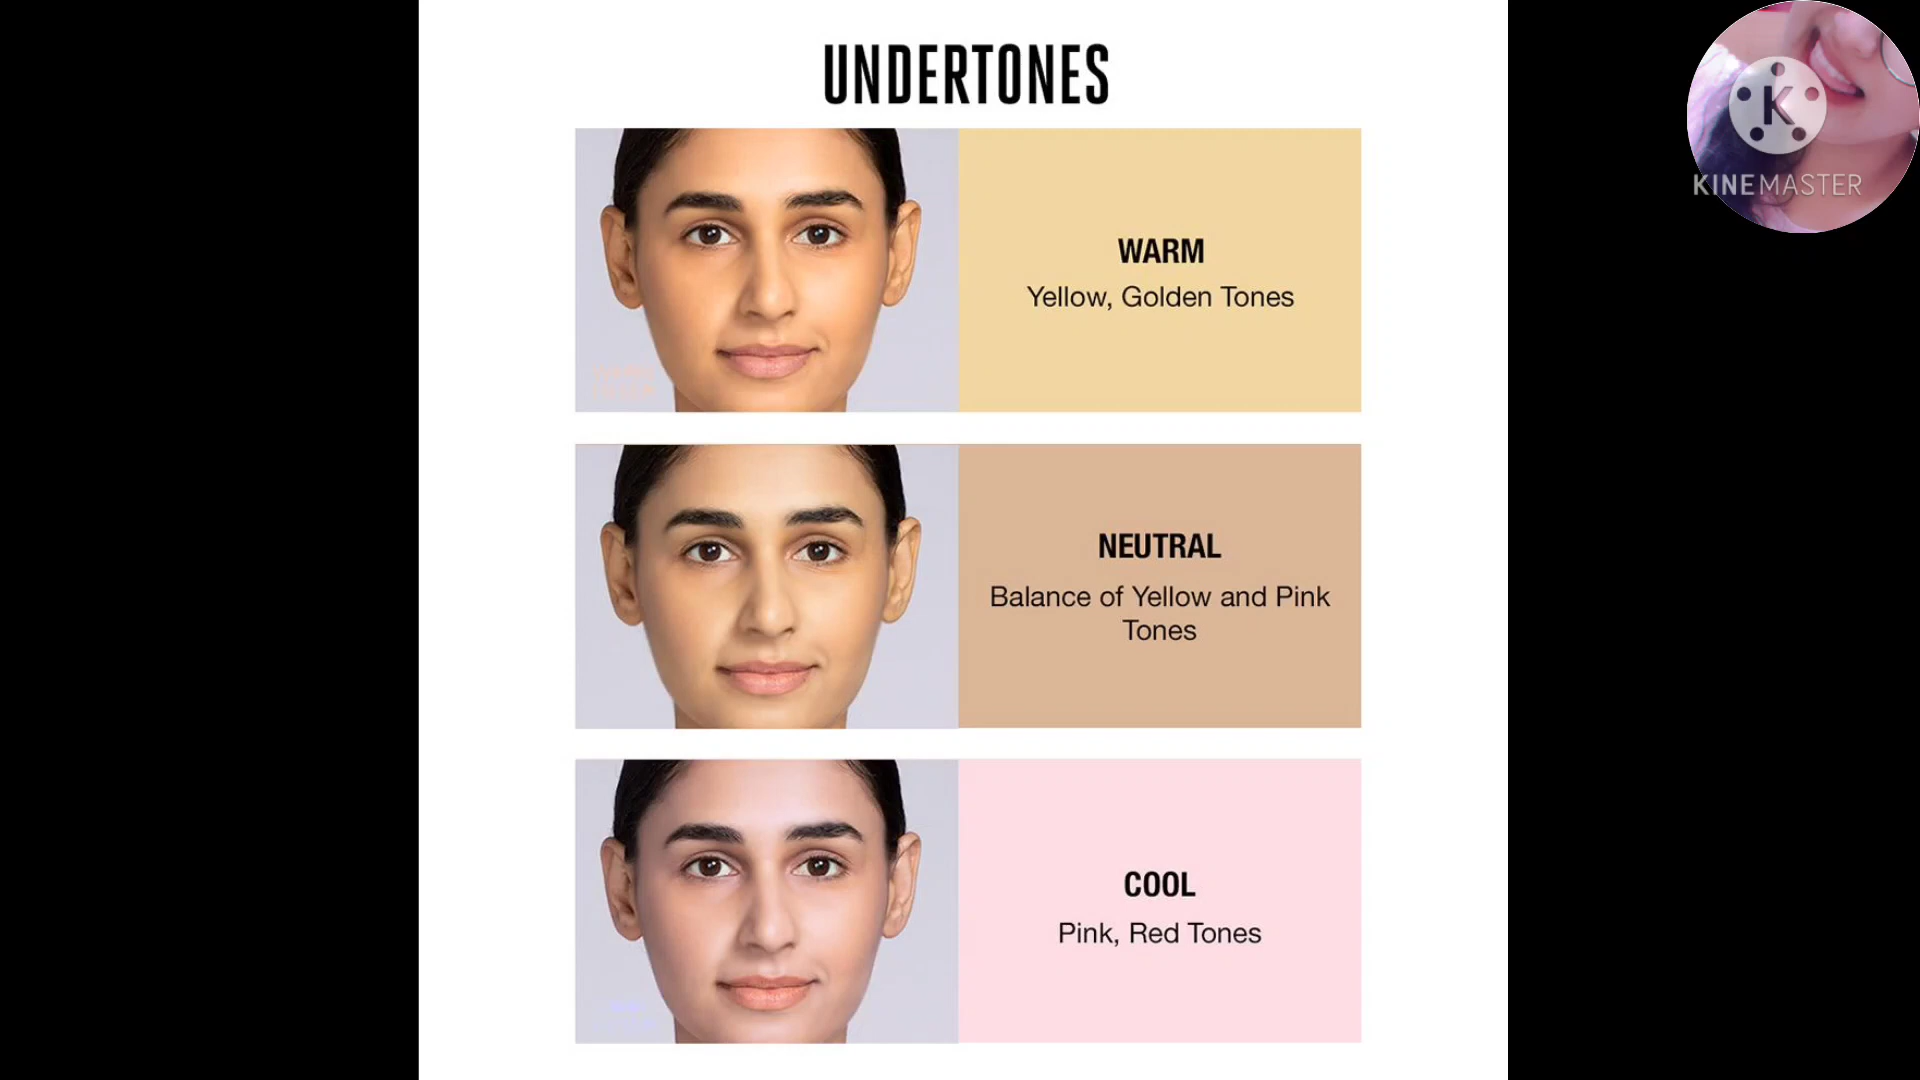 UNDERTONES
KINEMASTER
WARM
Yellow, Golden Tones
NEUTRAL
Balance of Yellow and Pink
Tones
COOL
Pink, Red Tones